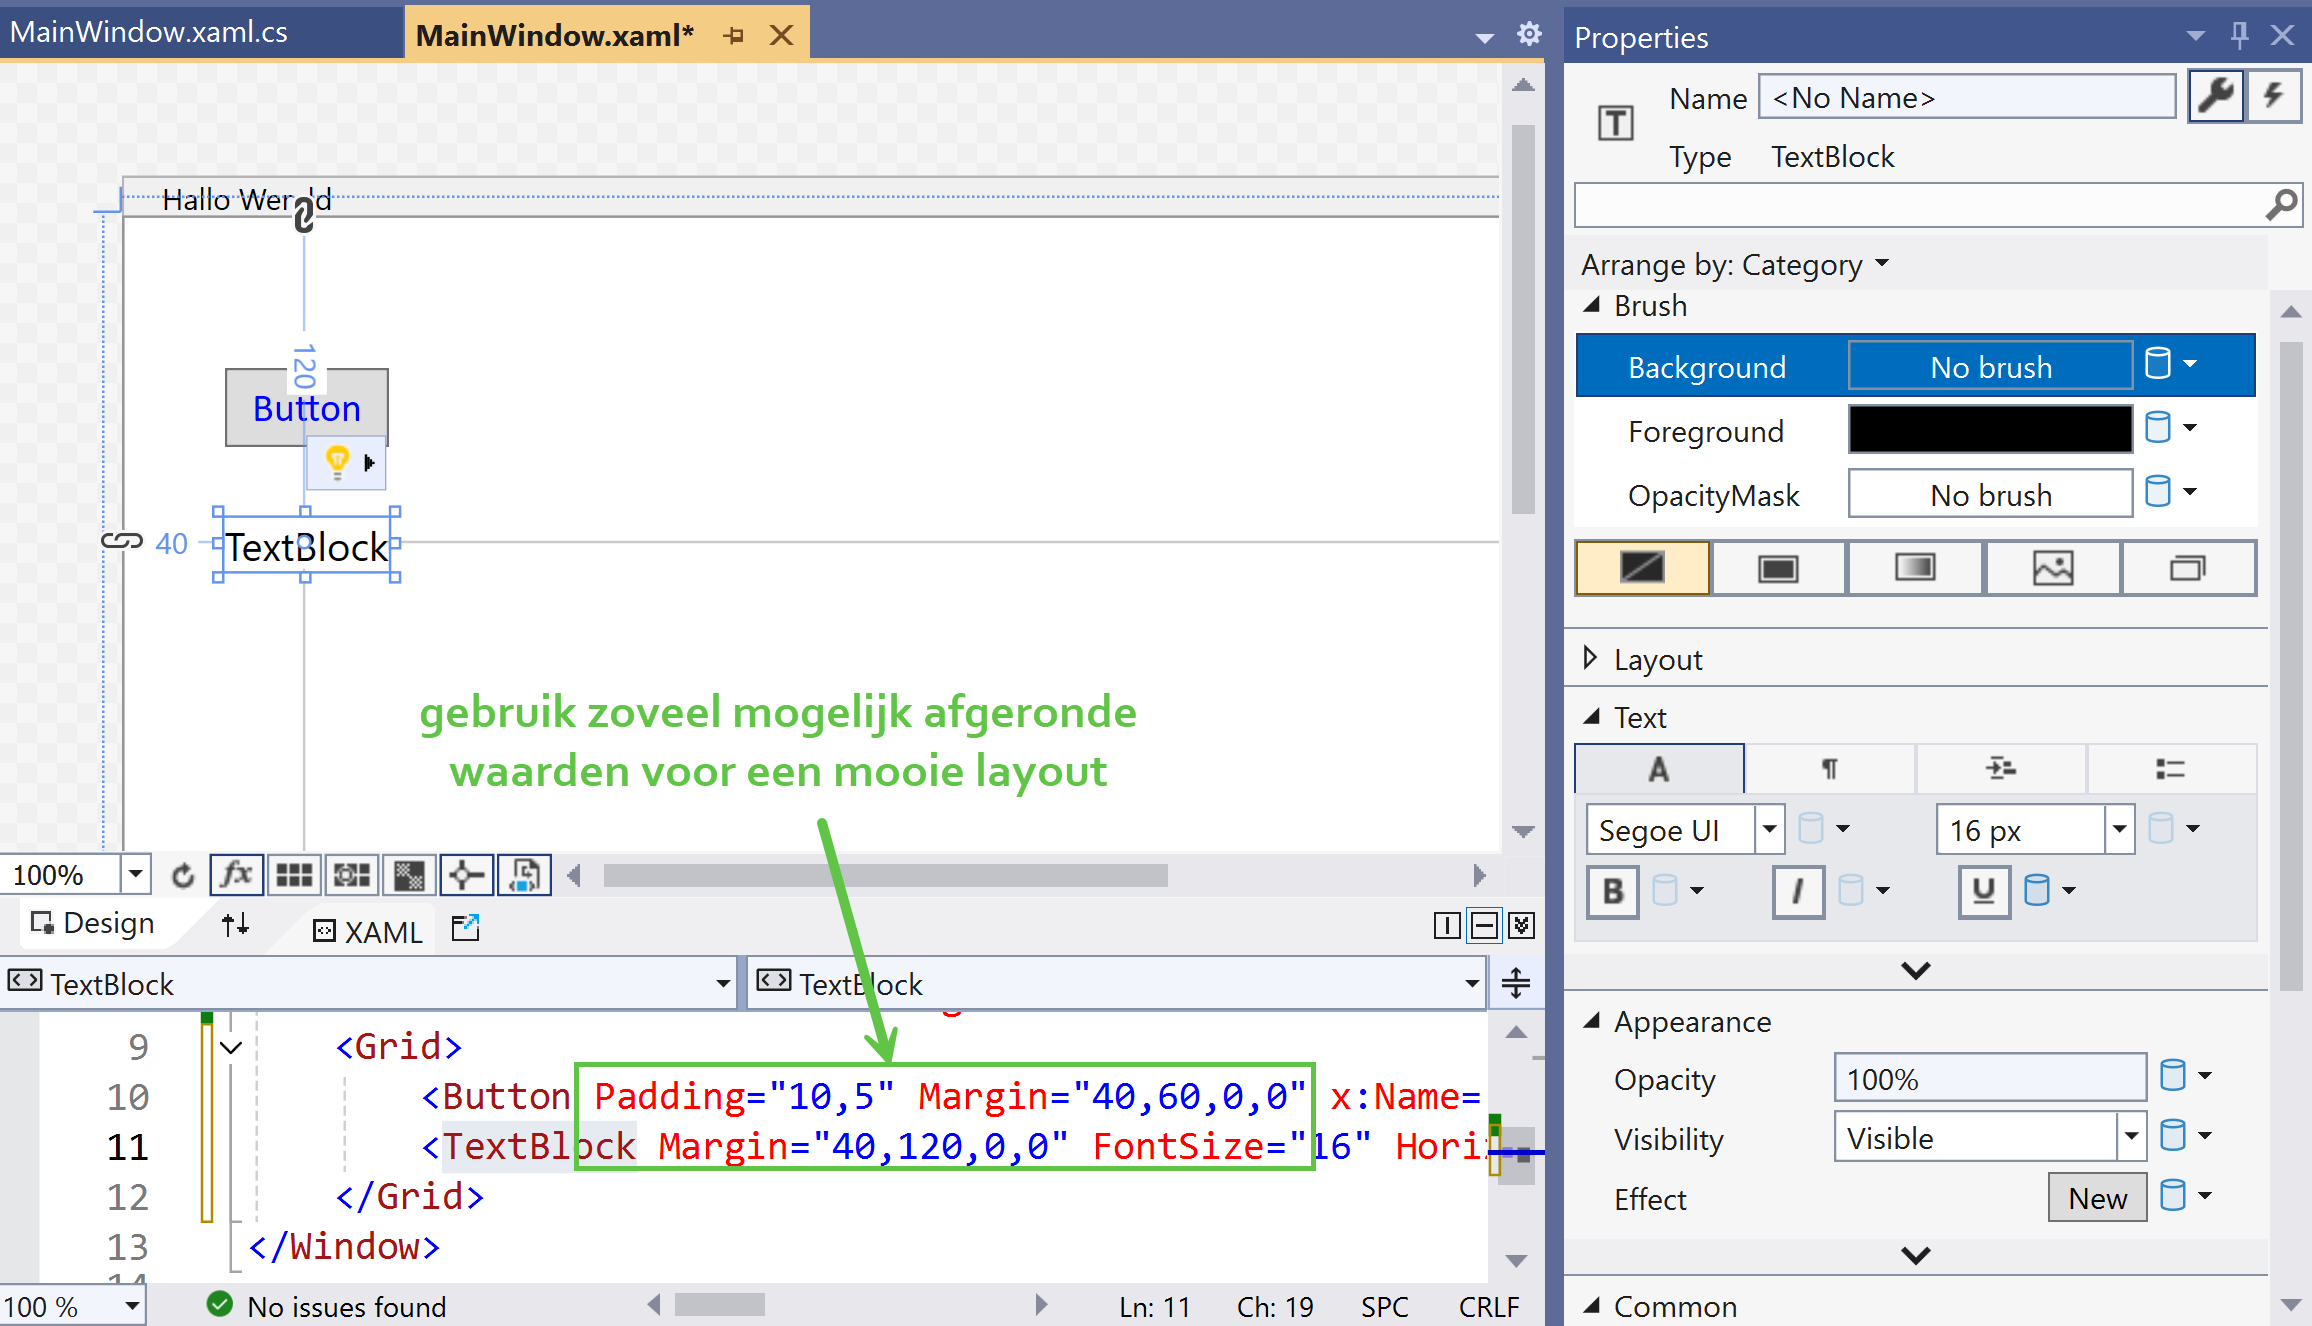 MainWindow.xaml.cs
MainWindow.xaml*
Hallo Wereld
120
Button
40
TextBlock
gebruik zoveel mogelijk afgeronde
waarden voor een mooie layout
100%
fx
Design
XAML
TextBlock
TextBlock
9 <Grid>
10 <Button Padding="10,5" Margin="40,60,0,0" x:Name=
11 <TextBlock Margin="40,120,0,0" FontSize="16" Hori
12 </Grid>
13 </Window>
14
100 %
No issues found
Ln: 11
Ch: 19
SPC
CRLF
Properties
Name <No Name>
Type TextBlock
Arrange by: Category
Brush
Background No brush
Foreground
OpacityMask No brush
Layout
Text
A ¶
Segoe UI 16 px
B I U
Appearance
Opacity 100%
Visibility Visible
Effect New
Common